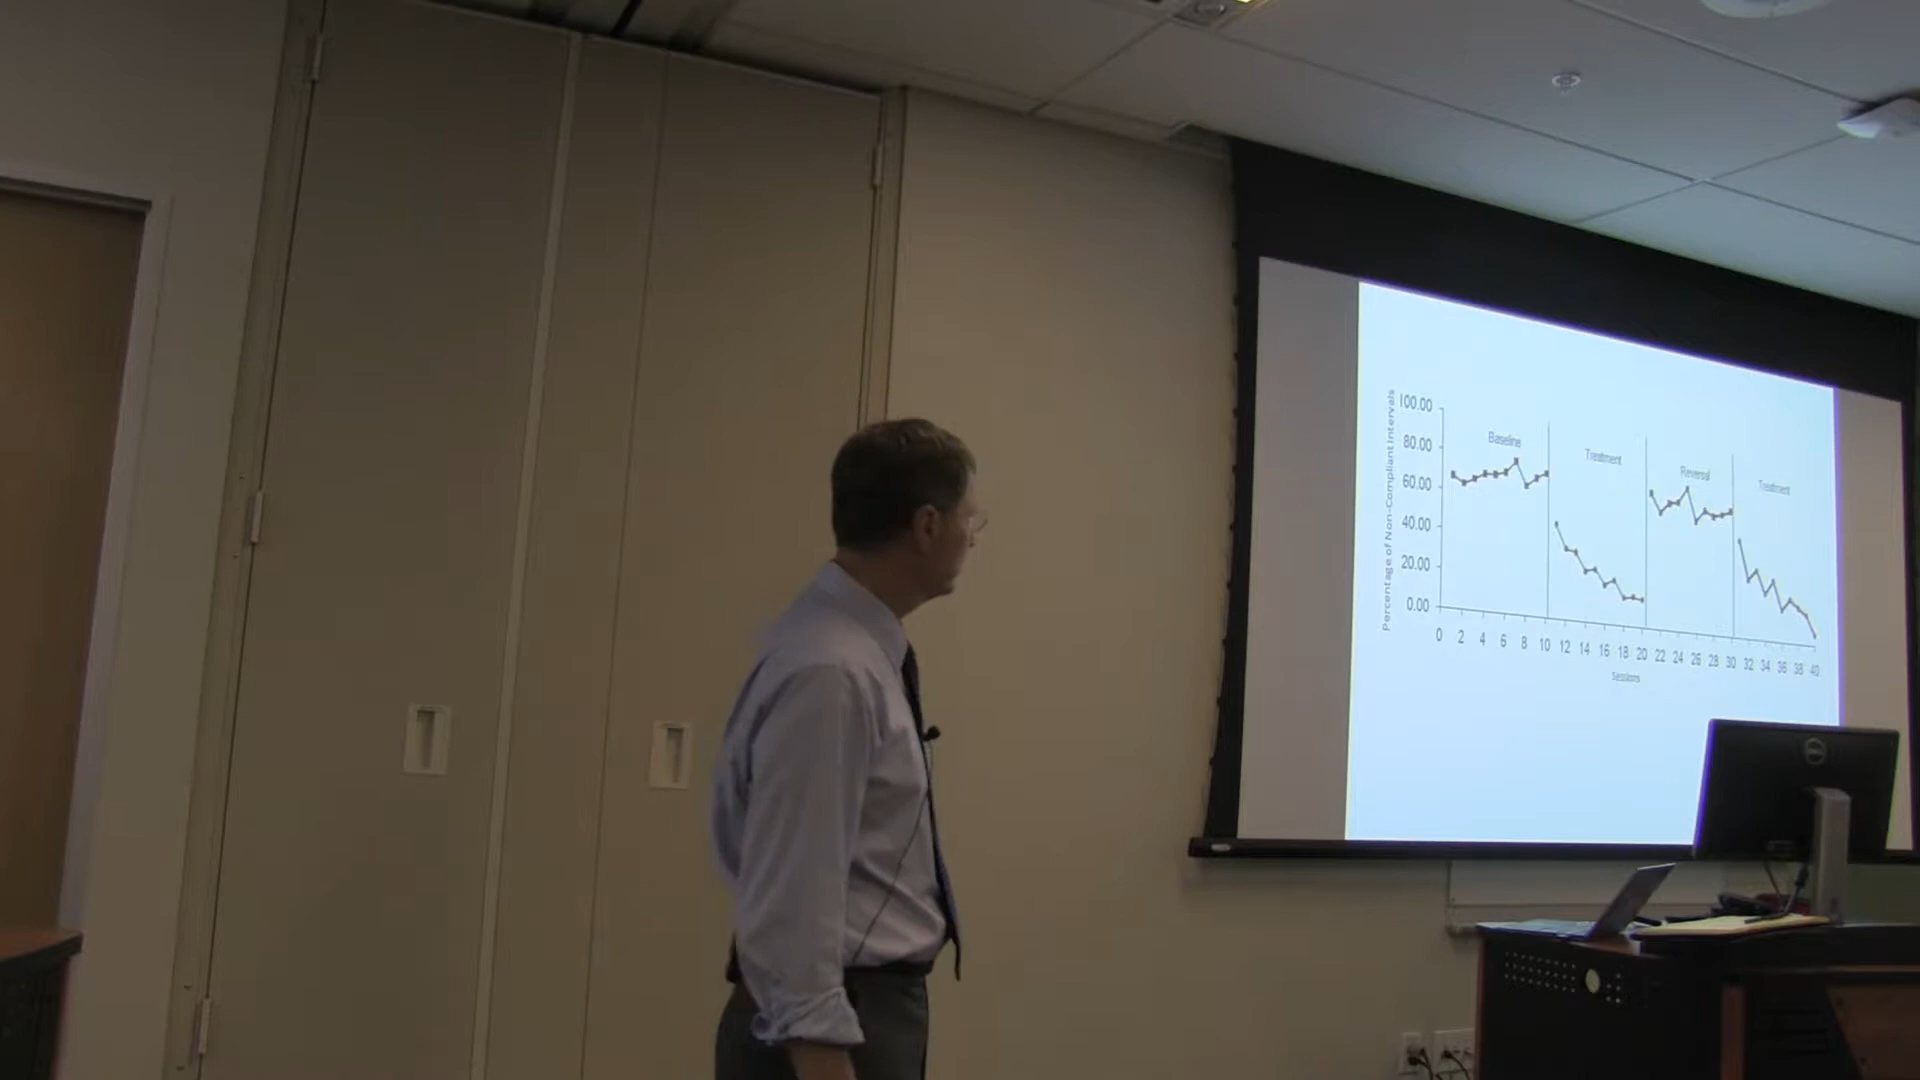 Percentage of Non-Compliant Intervals
100.00
80.00
60.00
40.00
20.00
0.00
Baseline
Treatment
Reversal
Treatment
0 2 4 6 8 10 12 14 16 18 20 22 24 26 28 30 32 34 36 38 40
Sessions
DELL